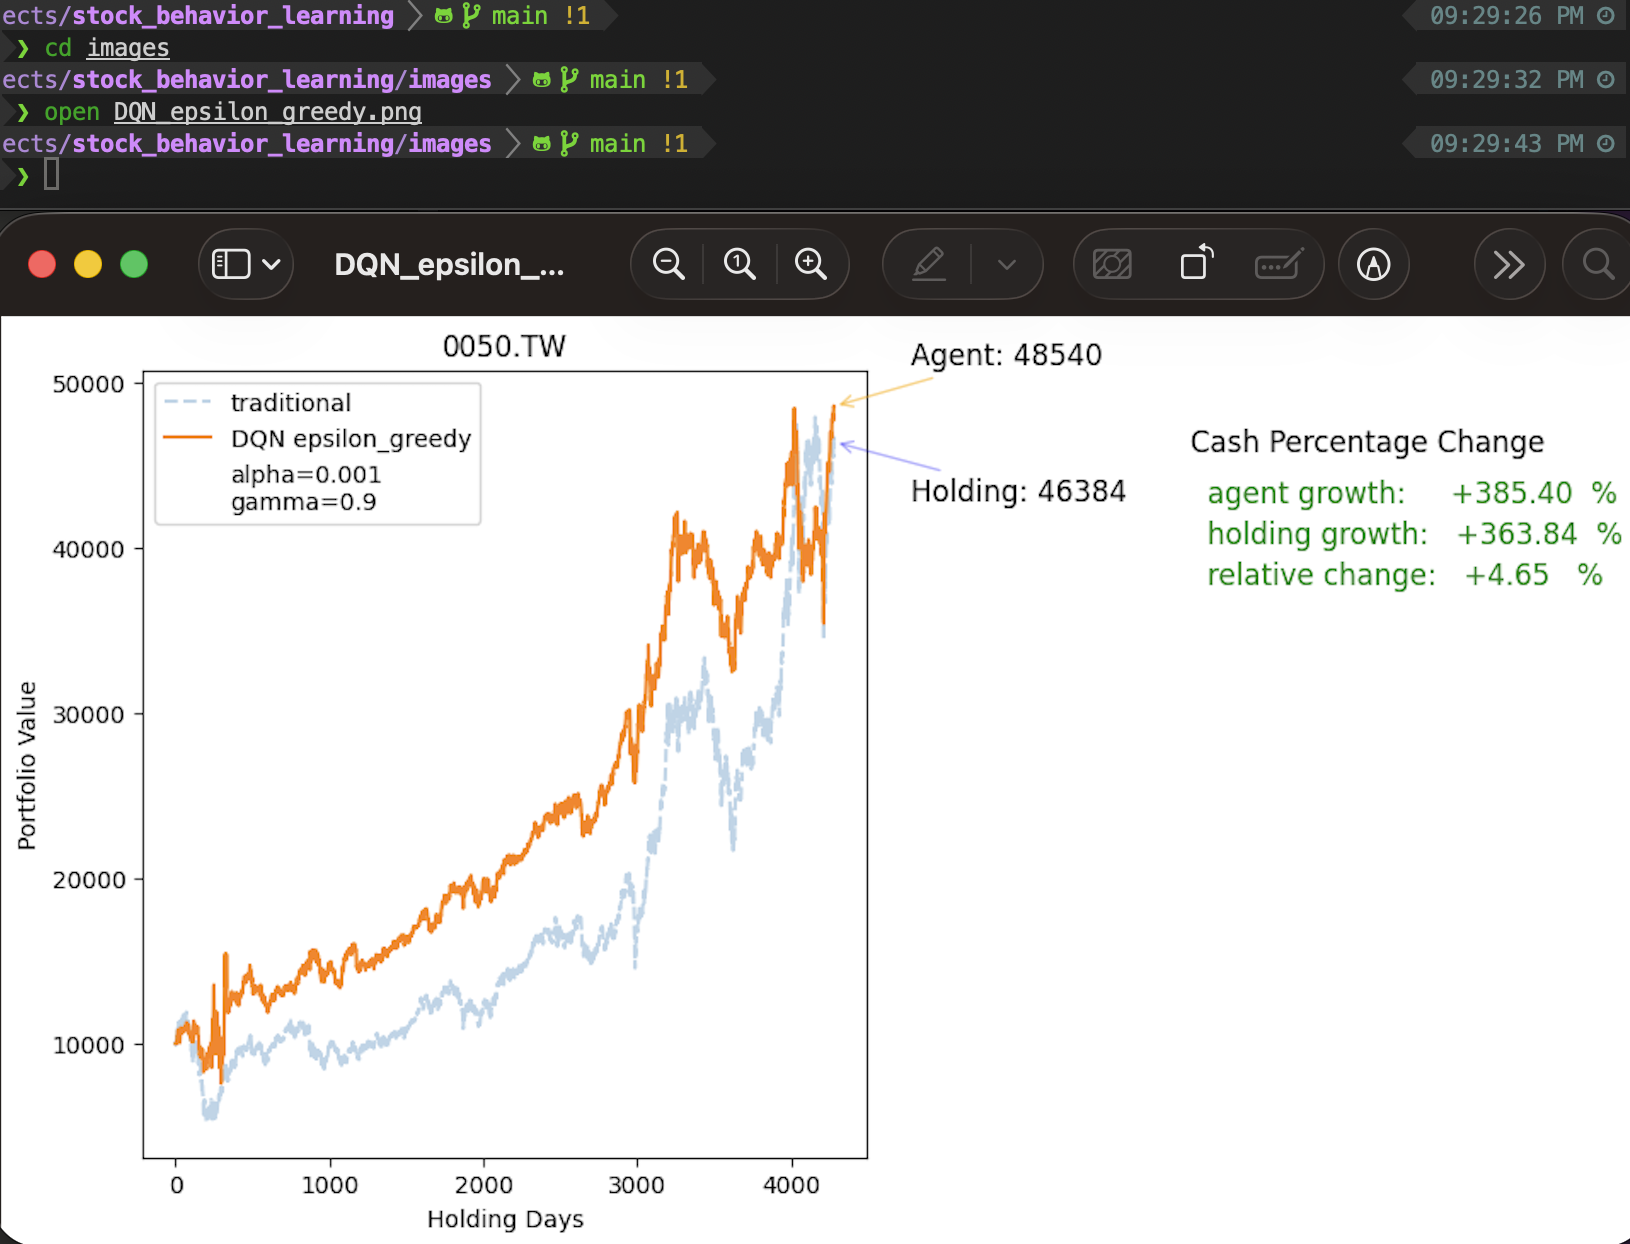 ects/stock_behavior_learning main !1 09:29:26 PM
❯ cd images
ects/stock_behavior_learning/images main !1 09:29:32 PM
❯ open DQN_epsilon_greedy.png
ects/stock_behavior_learning/images main !1 09:29:43 PM
❯
DQN_epsilon_...
0050.TW
Agent: 48540
Holding: 46384
Cash Percentage Change
agent growth: +385.40 %
holding growth: +363.84 %
relative change: +4.65 %
traditional
DQN epsilon_greedy
alpha=0.001
gamma=0.9
Portfolio Value
50000
40000
30000
20000
10000
0 1000 2000 3000 4000
Holding Days